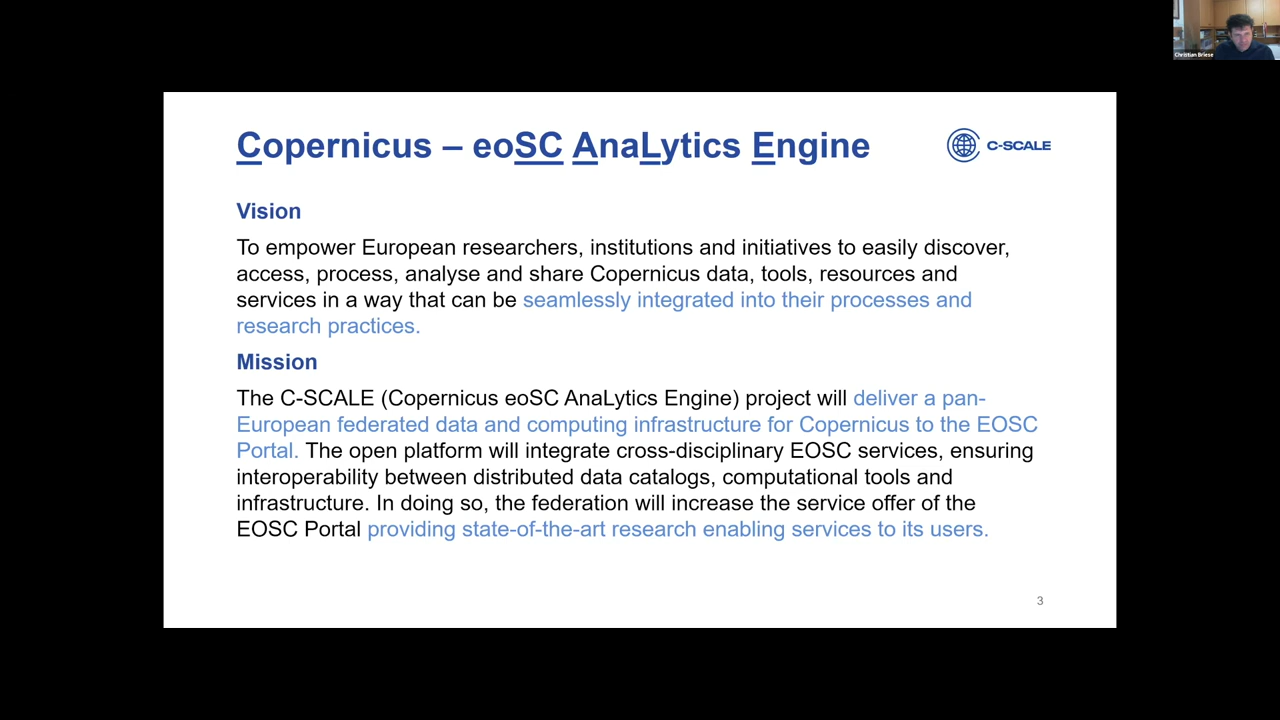 Christian Briese
Copernicus – eoSC AnaLytics Engine
C-SCALE
Vision
To empower European researchers, institutions and initiatives to easily discover,
access, process, analyse and share Copernicus data, tools, resources and
services in a way that can be seamlessly integrated into their processes and
research practices.
Mission
The C-SCALE (Copernicus eoSC AnaLytics Engine) project will deliver a pan-
European federated data and computing infrastructure for Copernicus to the EOSC
Portal. The open platform will integrate cross-disciplinary EOSC services, ensuring
interoperability between distributed data catalogs, computational tools and
infrastructure. In doing so, the federation will increase the service offer of the
EOSC Portal providing state-of-the-art research enabling services to its users.
3